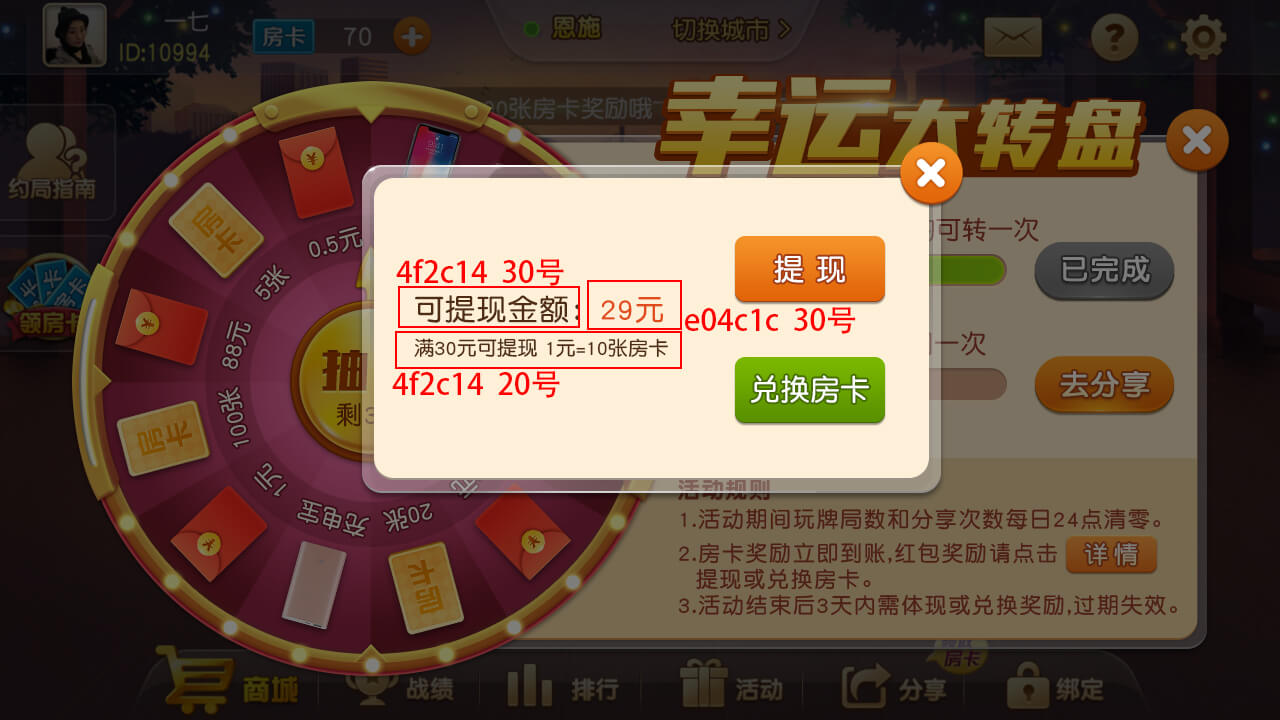 一七
ID:10994
房卡 70
恩施 切换城市
20张房卡奖励哦
幸运大转盘
约局指南
领房卡
0.5元
5张
88元
100张
1元
充电宝
20张
元
抽
剩3
可转一次
已完成
一次
去分享
4f2c14 30号
可提现金额: 29元
e04c1c 30号
满30元可提现 1元=10张房卡
4f2c14 20号
提现
兑换房卡
活动规则
1.活动期间玩牌局数和分享次数每日24点清零。
2.房卡奖励立即到账,红包奖励请点击 详情
提现或兑换房卡。
3.活动结束后3天内需体现或兑换奖励,过期失效。
商城 战绩 排行 活动 分享 房卡 绑定